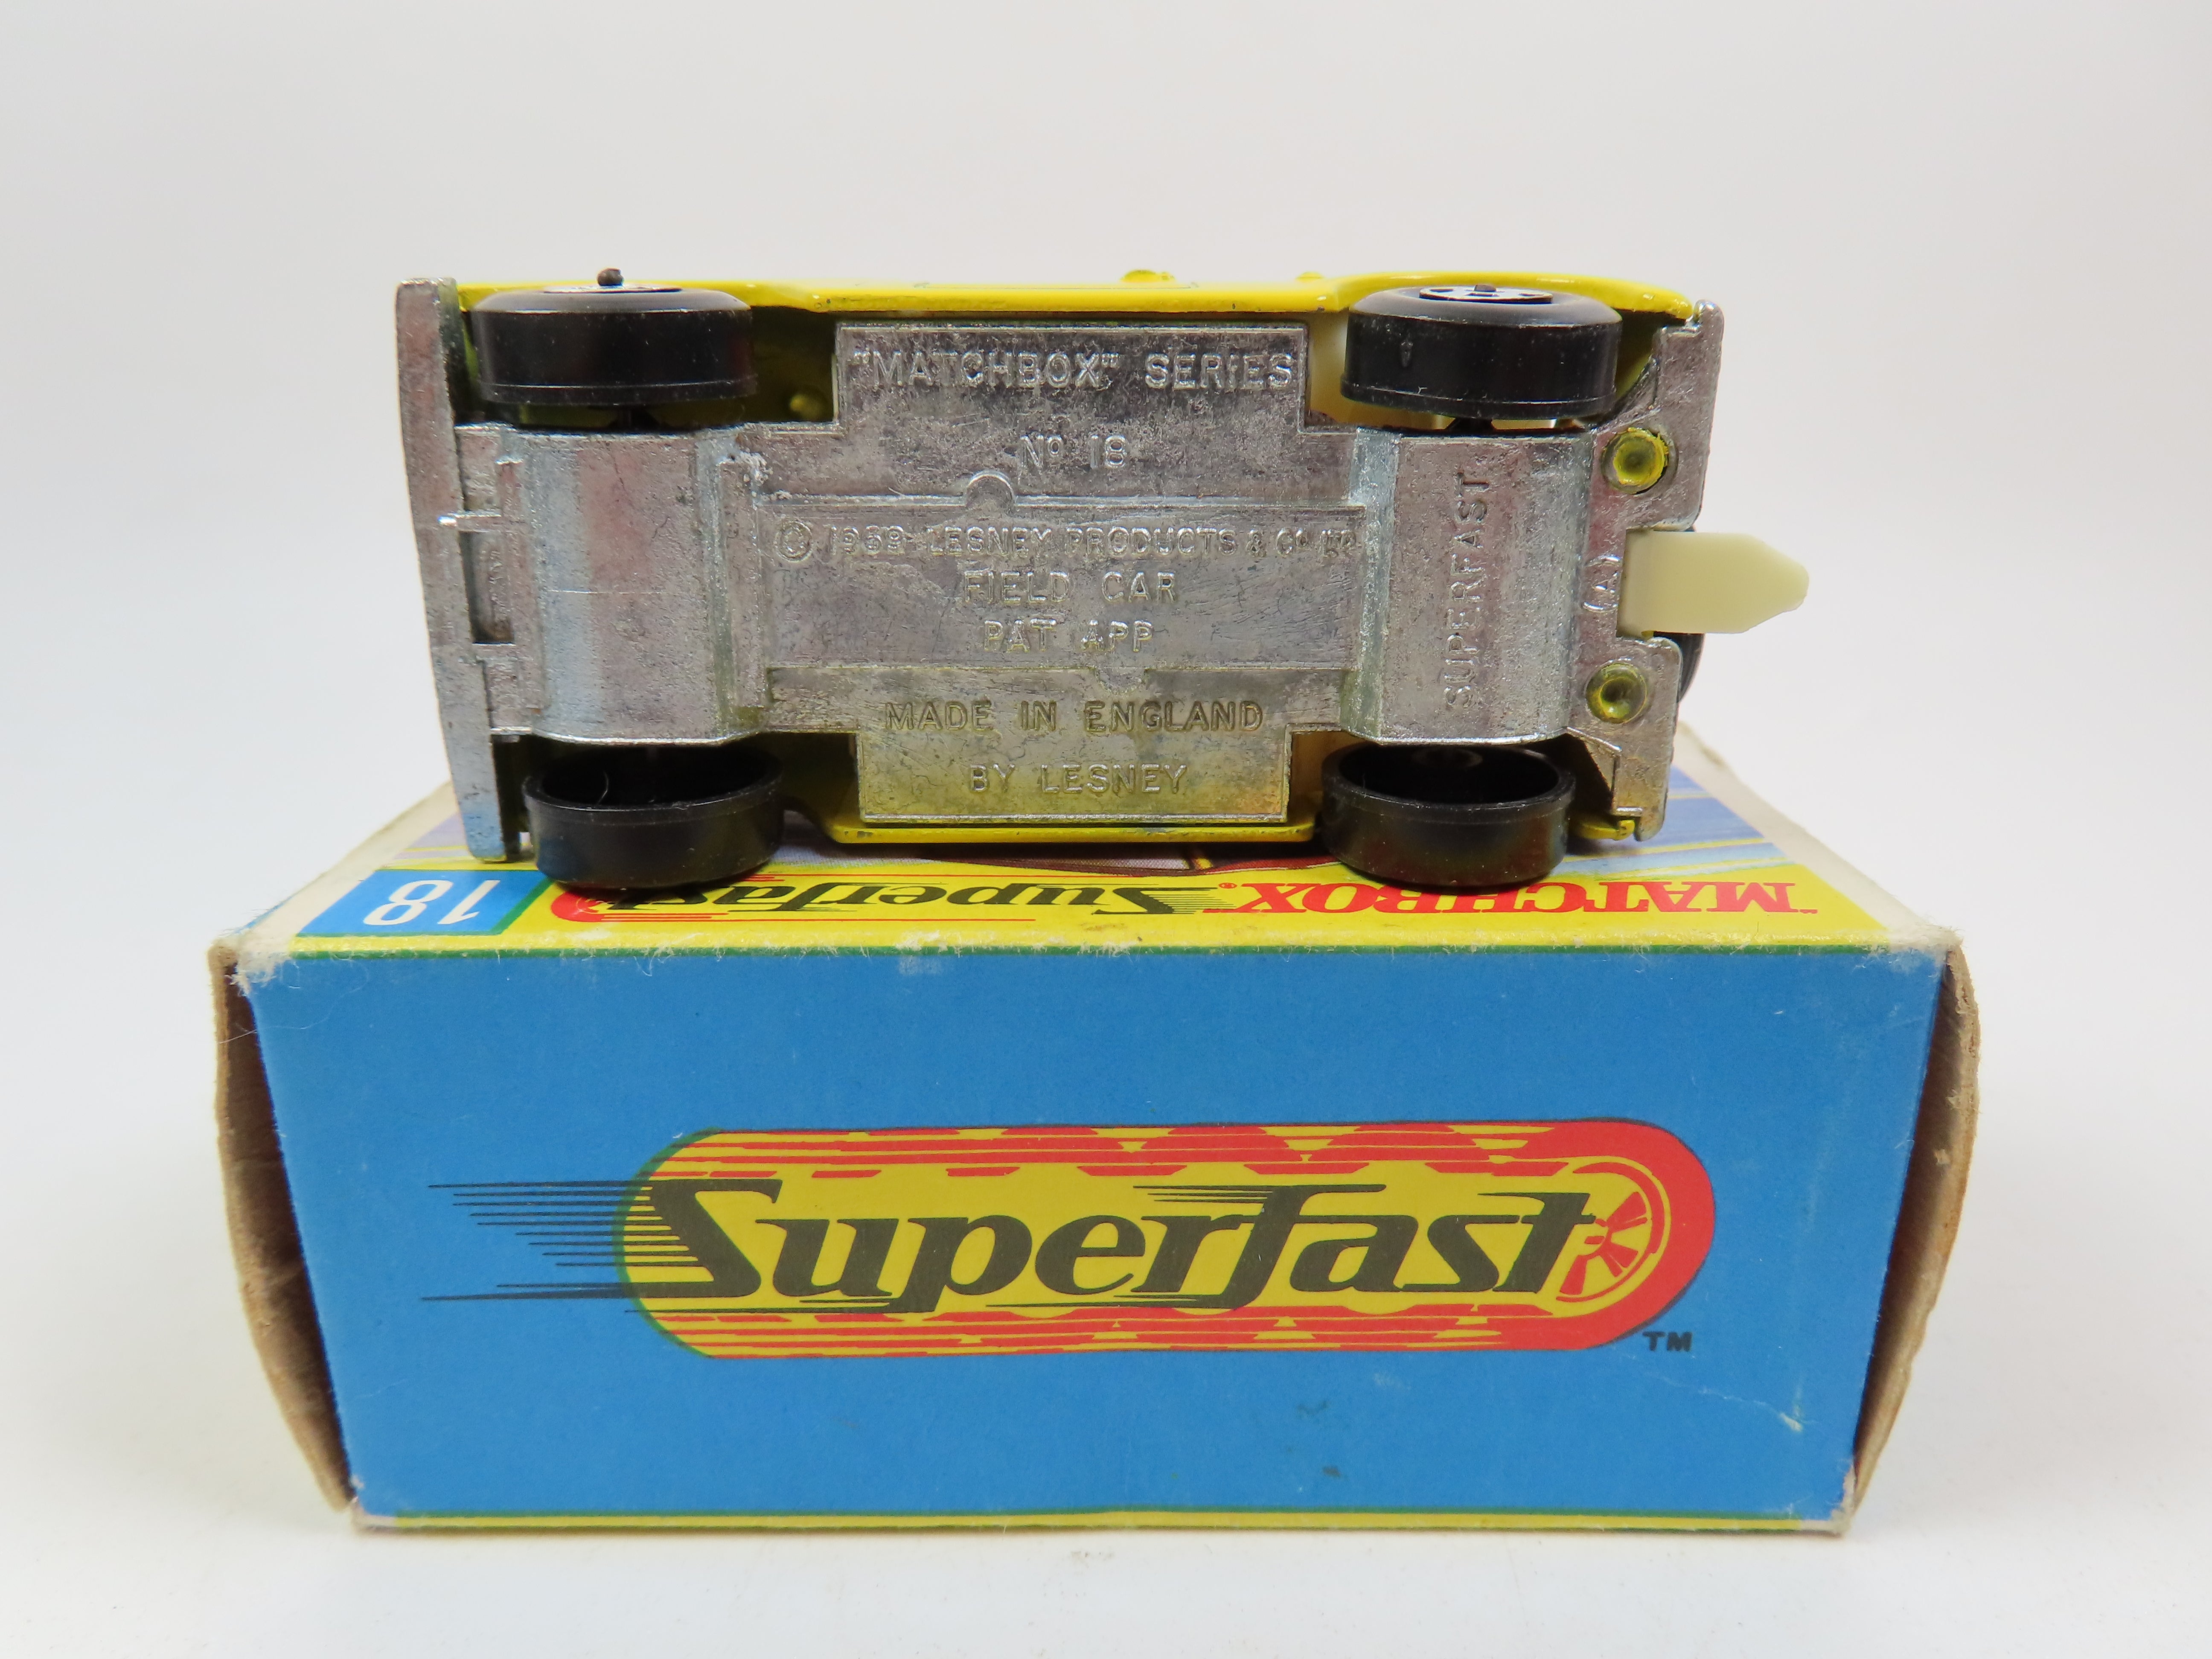 "MATCHBOX" SERIES
Nº 18
© 1969 LESNEY PRODUCTS & Cº LTD
FIELD CAR
PAT APP
MADE IN ENGLAND
BY LESNEY
SUPERFAST
(A)
"MATCHBOX"® Superfast 18
Superfast
TM